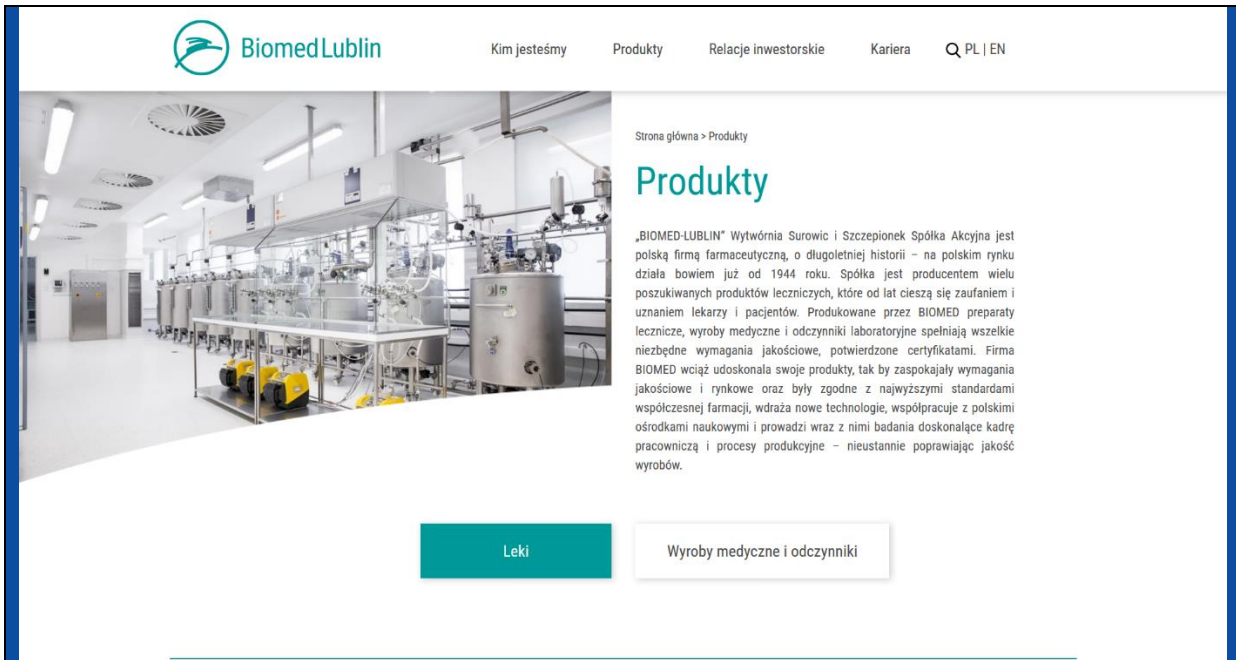 BiomedLublin
Kim jesteśmy
Produkty
Relacje inwestorskie
Kariera
PL | EN
Strona główna > Produkty
Produkty
„BIOMED-LUBLIN” Wytwórnia Surowic i Szczepionek Spółka Akcyjna jest
polską firmą farmaceutyczną, o długoletniej historii – na polskim rynku
działa bowiem już od 1944 roku. Spółka jest producentem wielu
poszukiwanych produktów leczniczych, które od lat cieszą się zaufaniem i
uznaniem lekarzy i pacjentów. Produkowane przez BIOMED preparaty
lecznicze, wyroby medyczne i odczynniki laboratoryjne spełniają wszelkie
niezbędne wymagania jakościowe, potwierdzone certyfikatami. Firma
BIOMED wciąż udoskonala swoje produkty, tak by zaspokajały wymagania
jakościowe i rynkowe oraz były zgodne z najwyższymi standardami
współczesnej farmacji, wdraża nowe technologie, współpracuje z polskimi
ośrodkami naukowymi i prowadzi wraz z nimi badania doskonalące kadrę
pracowniczą i procesy produkcyjne – nieustannie poprawiając jakość
wyrobów.
Leki
Wyroby medyczne i odczynniki